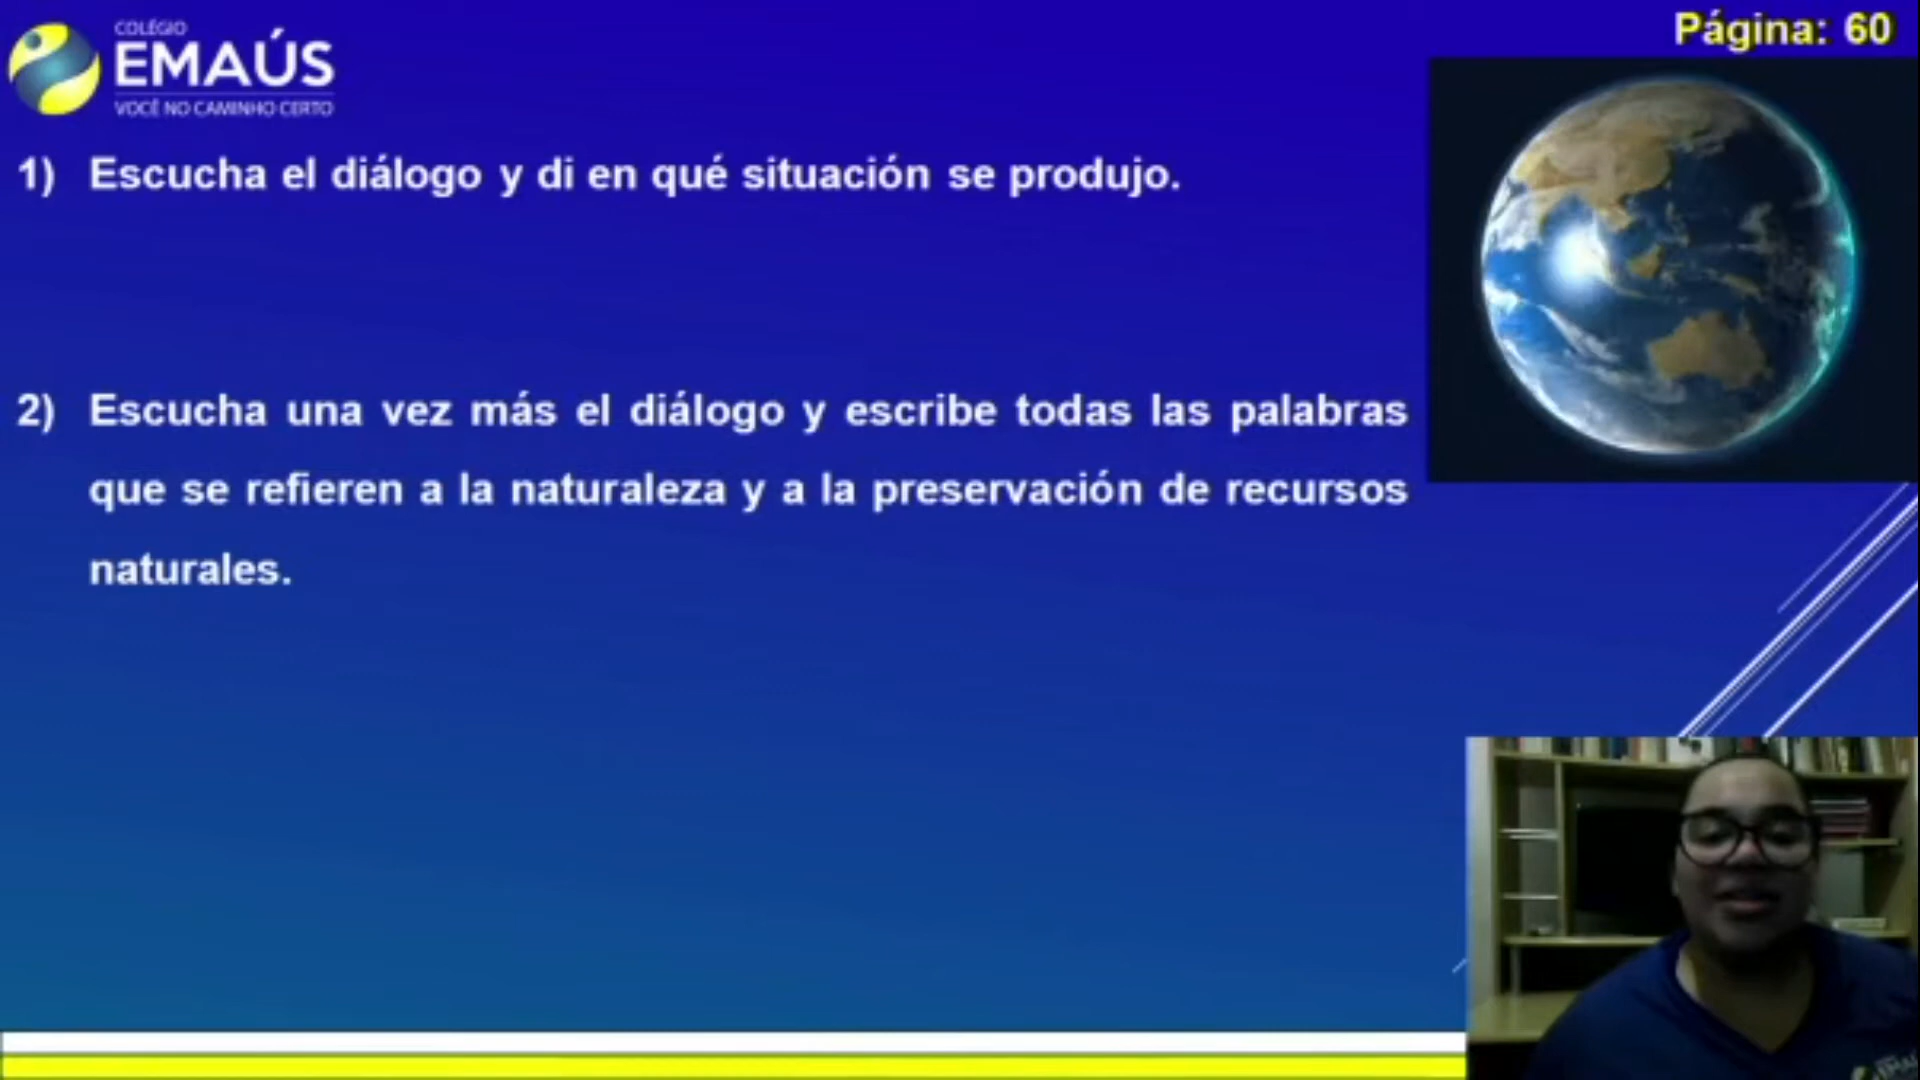 COLÉGIO
EMAÚS
VOCÊ NO CAMINHO CERTO
Página: 60
1) Escucha el diálogo y di en qué situación se produjo.
2) Escucha una vez más el diálogo y escribe todas las palabras
que se refieren a la naturaleza y a la preservación de recursos
naturales.